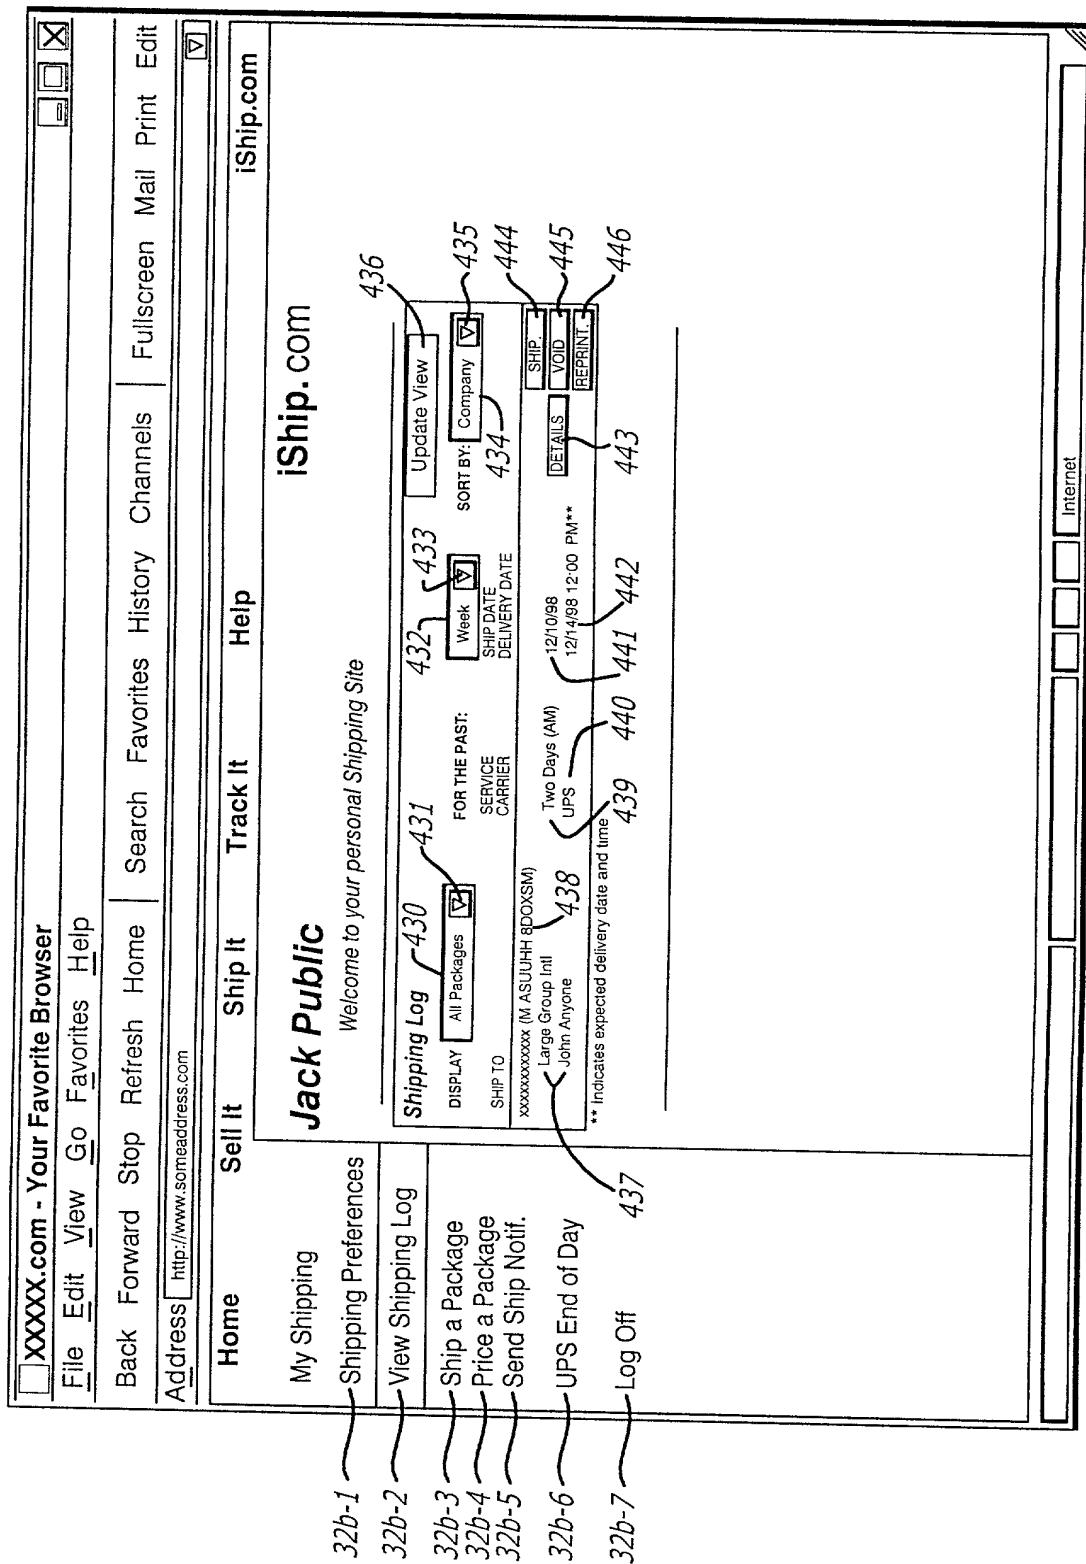 XXXXX.com - Your Favorite Browser
File Edit View Go Favorites Help
Back Forward Stop Refresh Home Search Favorites History Channels Fullscreen Mail Print Edit
Address http://www.someaddress.com
Home Sell It Ship It Track It Help iShip.com
My Shipping
32b-1 Shipping Preferences
32b-2 View Shipping Log
32b-3 Ship a Package
32b-4 Price a Package
32b-5 Send Ship Notif.
32b-6 UPS End of Day
32b-7 Log Off
Jack Public iShip.com
Welcome to your personal Shipping Site
Shipping Log 430 431 432 433 Update View 436
DISPLAY All Packages FOR THE PAST: Week SORT BY: Company 435
434
SHIP TO SERVICE SHIP DATE
CARRIER DELIVERY DATE
xxxxxxxxxxxx (M ASUUHH 8DOXSM) SHIP. 444
Large Group Intl 438 Two Days (AM) 12/10/98 DETAILS VOID 445
John Anyone UPS 12/14/98 12:00 PM** REPRINT. 446
** Indicates expected delivery date and time
437 439 440 441 442 443
Internet